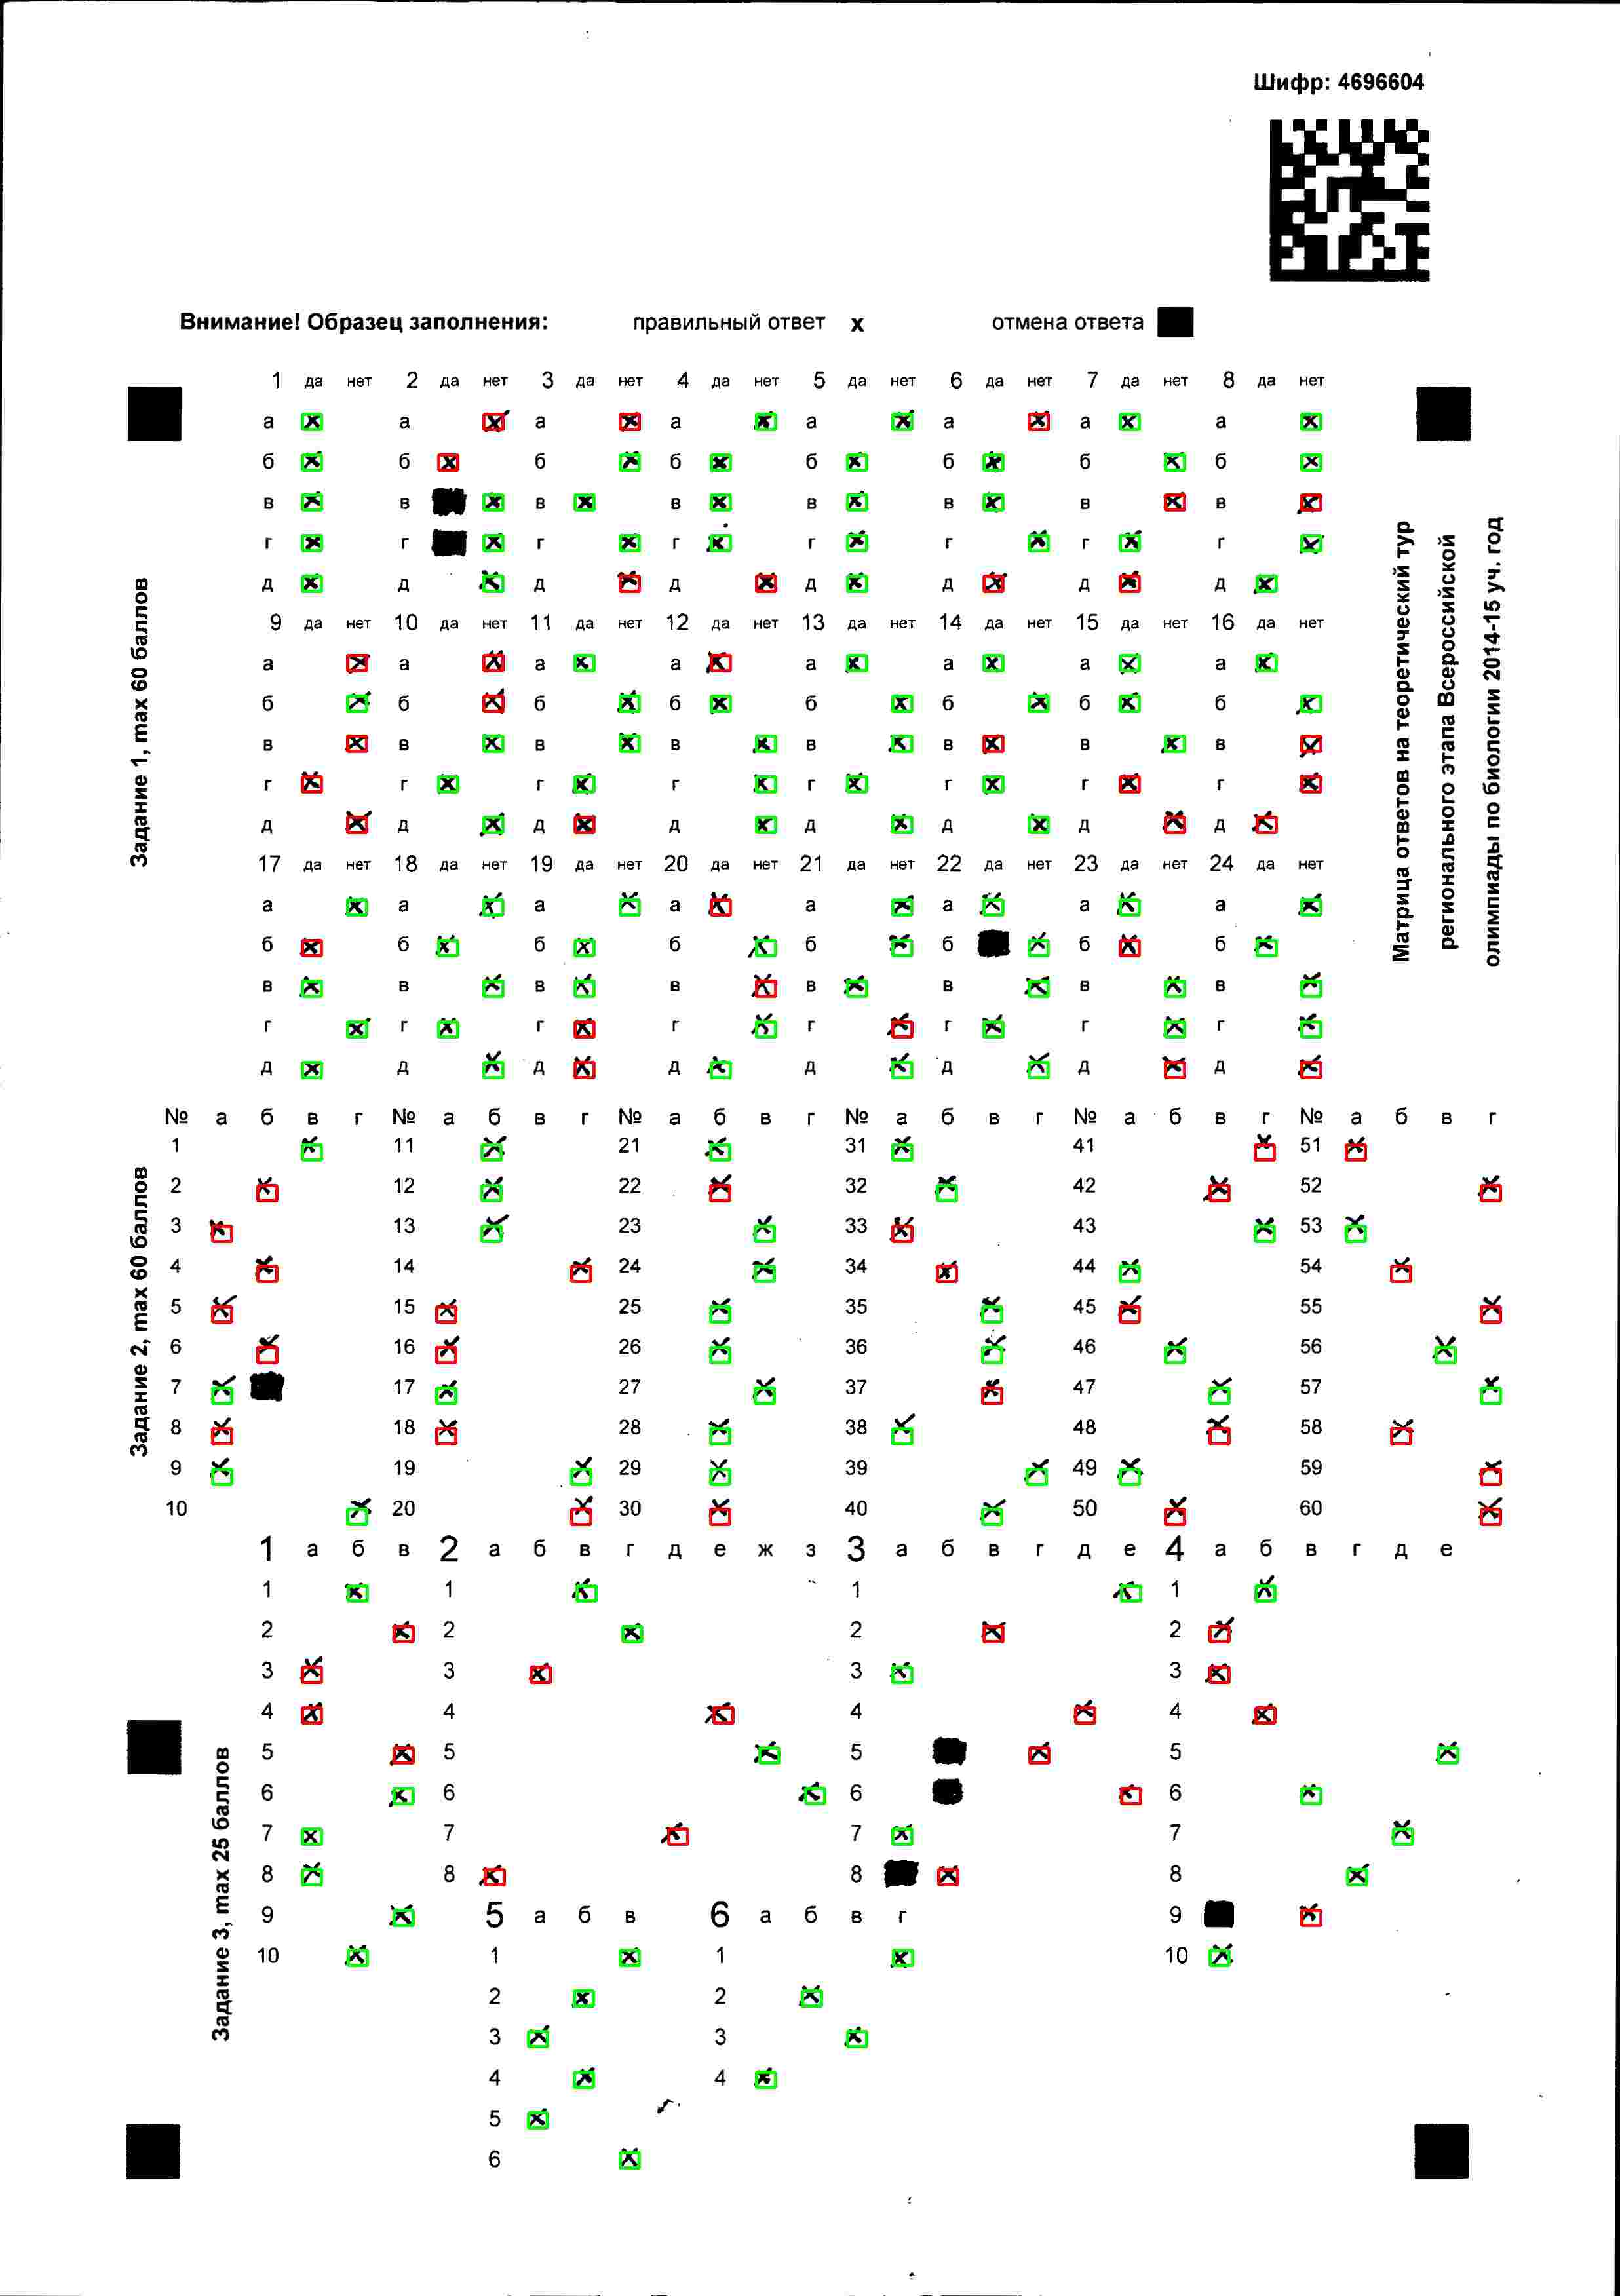 Шифр: 4696604
Внимание! Образец заполнения: правильный ответ x отмена ответа
1 да нет 2 да нет 3 да нет 4 да нет 5 да нет 6 да нет 7 да нет 8 да нет
а а а а а а а а
б б б б б б б б
в в в в в в в в
г г г г г г г г
д д д д д д д д
9 да нет 10 да нет 11 да нет 12 да нет 13 да нет 14 да нет 15 да нет 16 да нет
а а а а а а а а
б б б б б б б б
в в в в в в в в
г г г г г г г г
д д д д д д д д
17 да нет 18 да нет 19 да нет 20 да нет 21 да нет 22 да нет 23 да нет 24 да нет
а а а а а а а а
б б б б б б б б
в в в в в в в в
г г г г г г г г
д д д д д д д д
Задание 1, max 60 баллов
Матрица ответов на теоретический тур
регионального этапа Всероссийской
олимпиады по биологии 2014-15 уч. год
№ а б в г № а б в г № а б в г № а б в г № а б в г № а б в г
1 11 21 31 41 51
2 12 22 32 42 52
3 13 23 33 43 53
4 14 24 34 44 54
5 15 25 35 45 55
6 16 26 36 46 56
7 17 27 37 47 57
8 18 28 38 48 58
9 19 29 39 49 59
10 20 30 40 50 60
Задание 2, max 60 баллов
1 а б в 2 а б в г д е ж з 3 а б в г д е 4 а б в г д е
1 1 1 1
2 2 2 2
3 3 3 3
4 4 4 4
5 5 5 5
6 6 6 6
7 7 7 7
8 8 8 8
9 5 а б в 6 а б в г 9
10 1 1 10
2 2
3 3
4 4
5
6
Задание 3, max 25 баллов